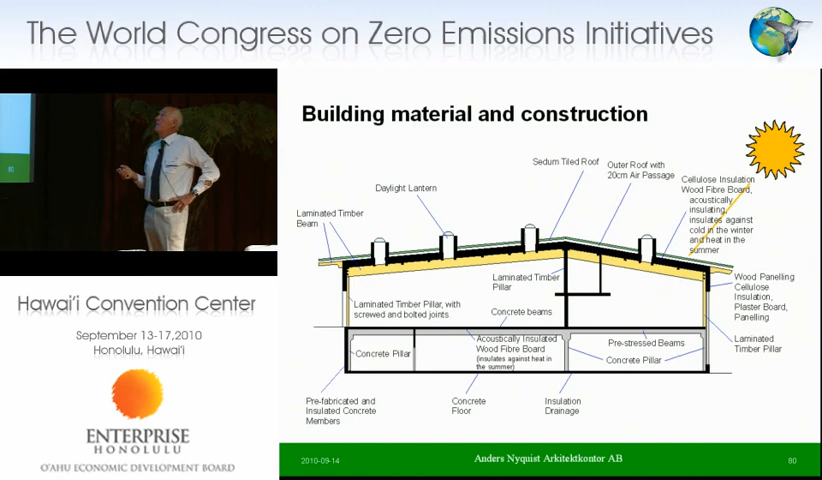 The World Congress on Zero Emissions Initiatives
80
Hawai'i Convention Center
September 13-17,2010
Honolulu, Hawai'i
ENTERPRISE
HONOLULU
O'AHU ECONOMIC DEVELOPMENT BOARD
Building material and construction
Sedum Tiled Roof
Outer Roof with
20cm Air Passage
Daylight Lantern
Cellulose Insulation
Wood Fibre Board,
acoustically
insulating,
insulates against
cold in the winter
and heat in the
summer
Laminated Timber
Beam
Laminated Timber
Pillar
Wood Panelling
Cellulose
Insulation,
Plaster Board,
Panelling
Laminated Timber Pillar, with
screwed and bolted joints
Concrete beams
Acoustically Insulated
Wood Fibre Board
(insulates against heat in
the summer)
Pre-stressed Beams
Laminated
Timber Pillar
Concrete Pillar
Concrete Pillar
Pre-fabricated and
Insulated Concrete
Members
Concrete
Floor
Insulation
Drainage
2010-09-14
Anders Nyquist Arkitektkontor AB
80